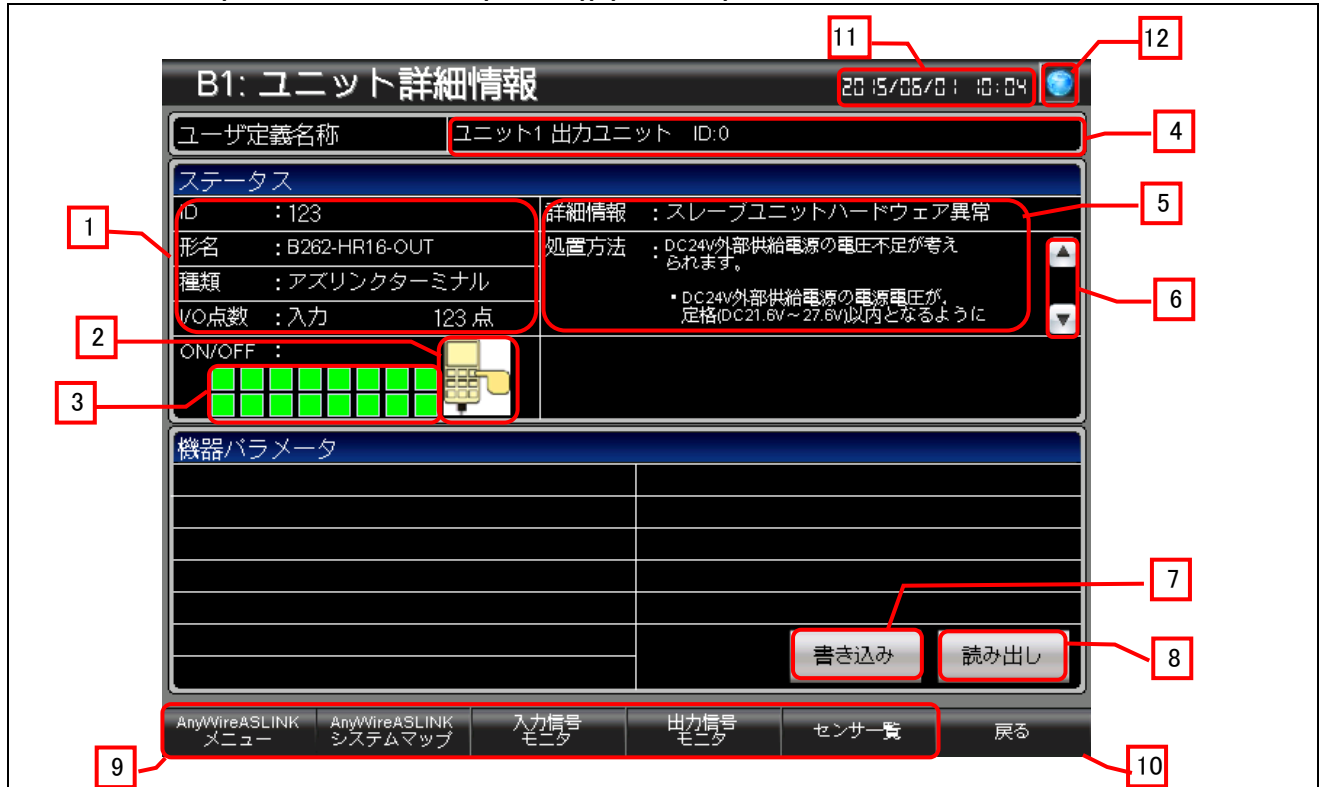 11
12
B1: ユニット詳細情報
2015/06/01 10:04
ユーザ定義名称
ユニット1 出力ユニット ID:0
4
ステータス
1
ID :123
詳細情報 :スレーブユニットハードウェア異常
5
形名 :B262-HR16-OUT
処置方法 :DC24V外部供給電源の電圧不足が考え
られます。
種類 :アズリンクターミナル
・DC24V外部供給電源の電源電圧が,
定格(DC21.6V～27.6V)以内となるように
6
I/O点数 :入力 123 点
2
ON/OFF :
3
機器パラメータ
7
書き込み
読み出し
8
AnyWireASLINK
メニュー
AnyWireASLINK
システムマップ
入力信号
モニタ
出力信号
モニタ
センサ一覧
戻る
9
10